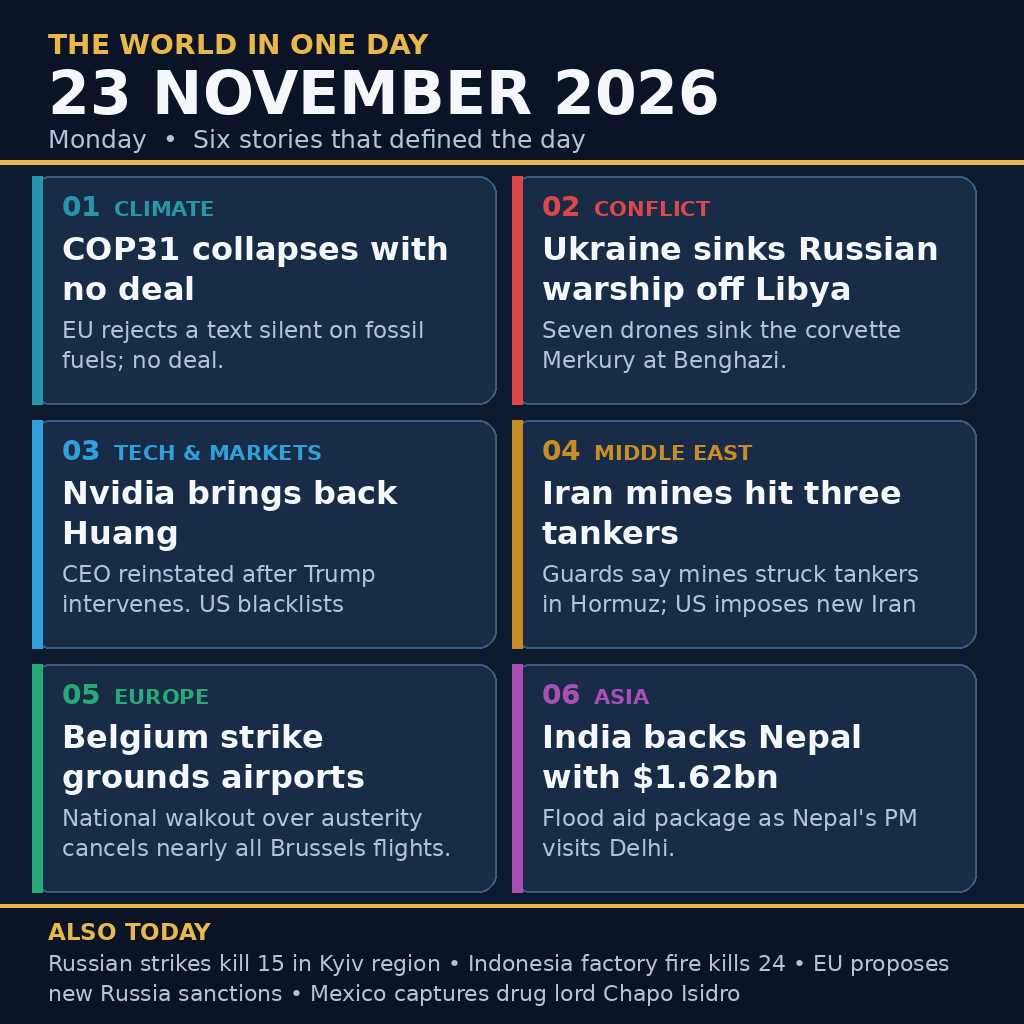 THE WORLD IN ONE DAY
23 NOVEMBER 2026
Monday • Six stories that defined the day
01 CLIMATE
COP31 collapses with
no deal
EU rejects a text silent on fossil
fuels; no deal.
02 CONFLICT
Ukraine sinks Russian
warship off Libya
Seven drones sink the corvette
Merkury at Benghazi.
03 TECH & MARKETS
Nvidia brings back
Huang
CEO reinstated after Trump
intervenes. US blacklists
04 MIDDLE EAST
Iran mines hit three
tankers
Guards say mines struck tankers
in Hormuz; US imposes new Iran
05 EUROPE
Belgium strike
grounds airports
National walkout over austerity
cancels nearly all Brussels flights.
06 ASIA
India backs Nepal
with $1.62bn
Flood aid package as Nepal's PM
visits Delhi.
ALSO TODAY
Russian strikes kill 15 in Kyiv region • Indonesia factory fire kills 24 • EU proposes
new Russia sanctions • Mexico captures drug lord Chapo Isidro